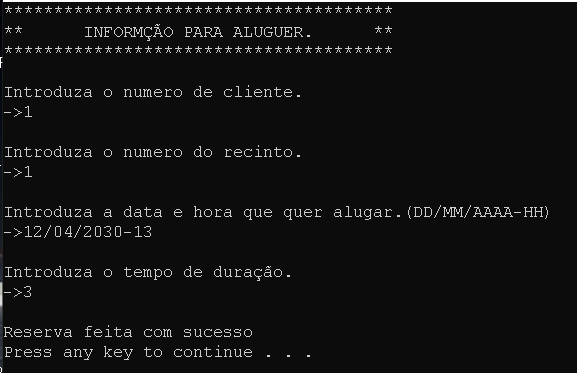 ***************************************
**      INFORMÇÃO PARA ALUGUER.      **
***************************************
Introduza o numero de cliente.
->1
Introduza o numero do recinto.
->1
Introduza a data e hora que quer alugar.(DD/MM/AAAA-HH)
->12/04/2030-13
Introduza o tempo de duração.
->3
Reserva feita com sucesso
Press any key to continue . . .